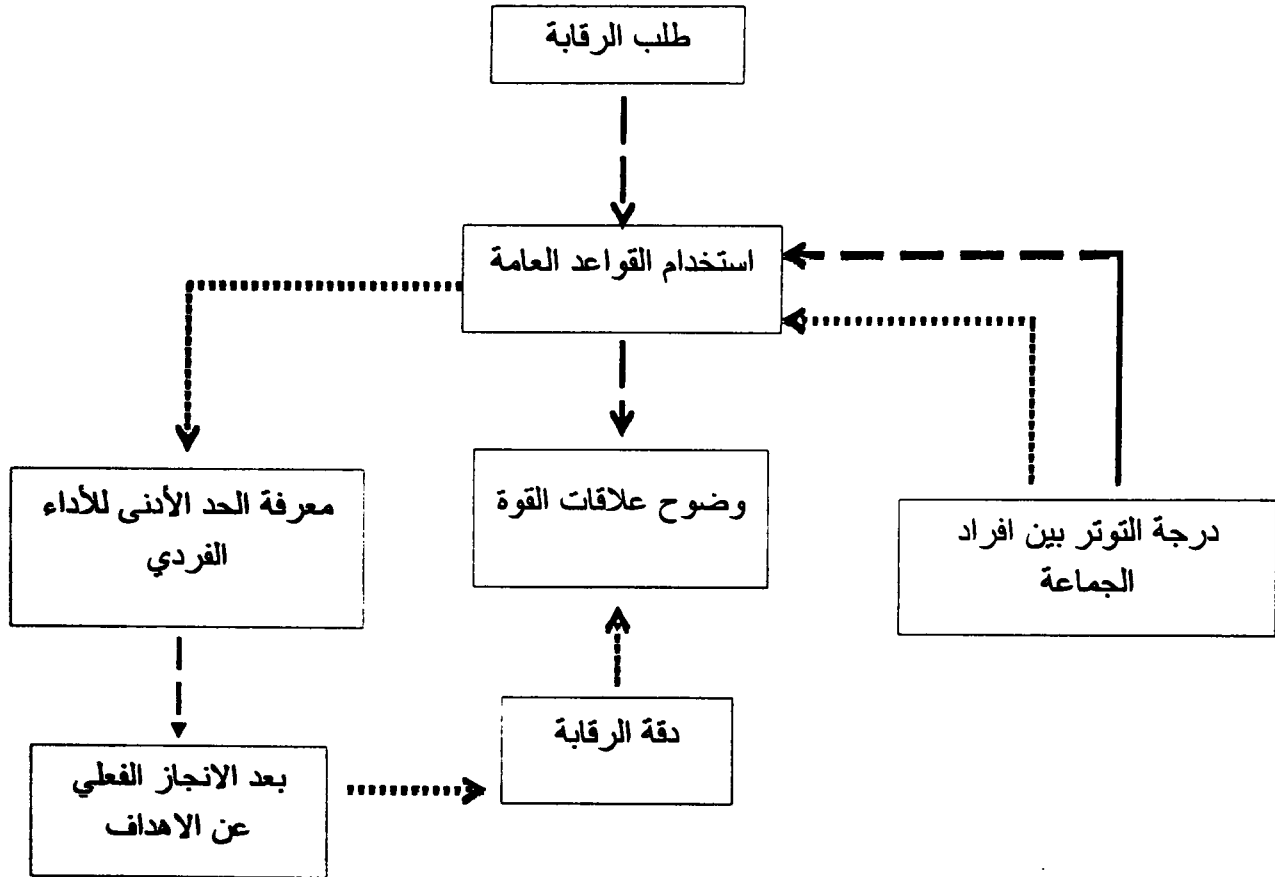 طلب الرقابة
استخدام القواعد العامة
وضوح علاقات القوة
معرفة الحد الأدنى للأداء
الفردي
درجة التوتر بين افراد
الجماعة
دقة الرقابة
بعد الانجاز الفعلي
عن الاهداف